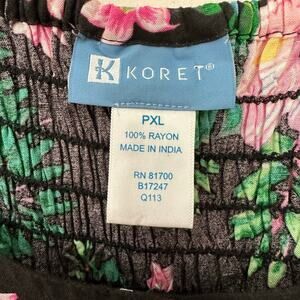 KORET®
PXL
100% RAYON
MADE IN INDIA
RN 81700
B17247
Q113